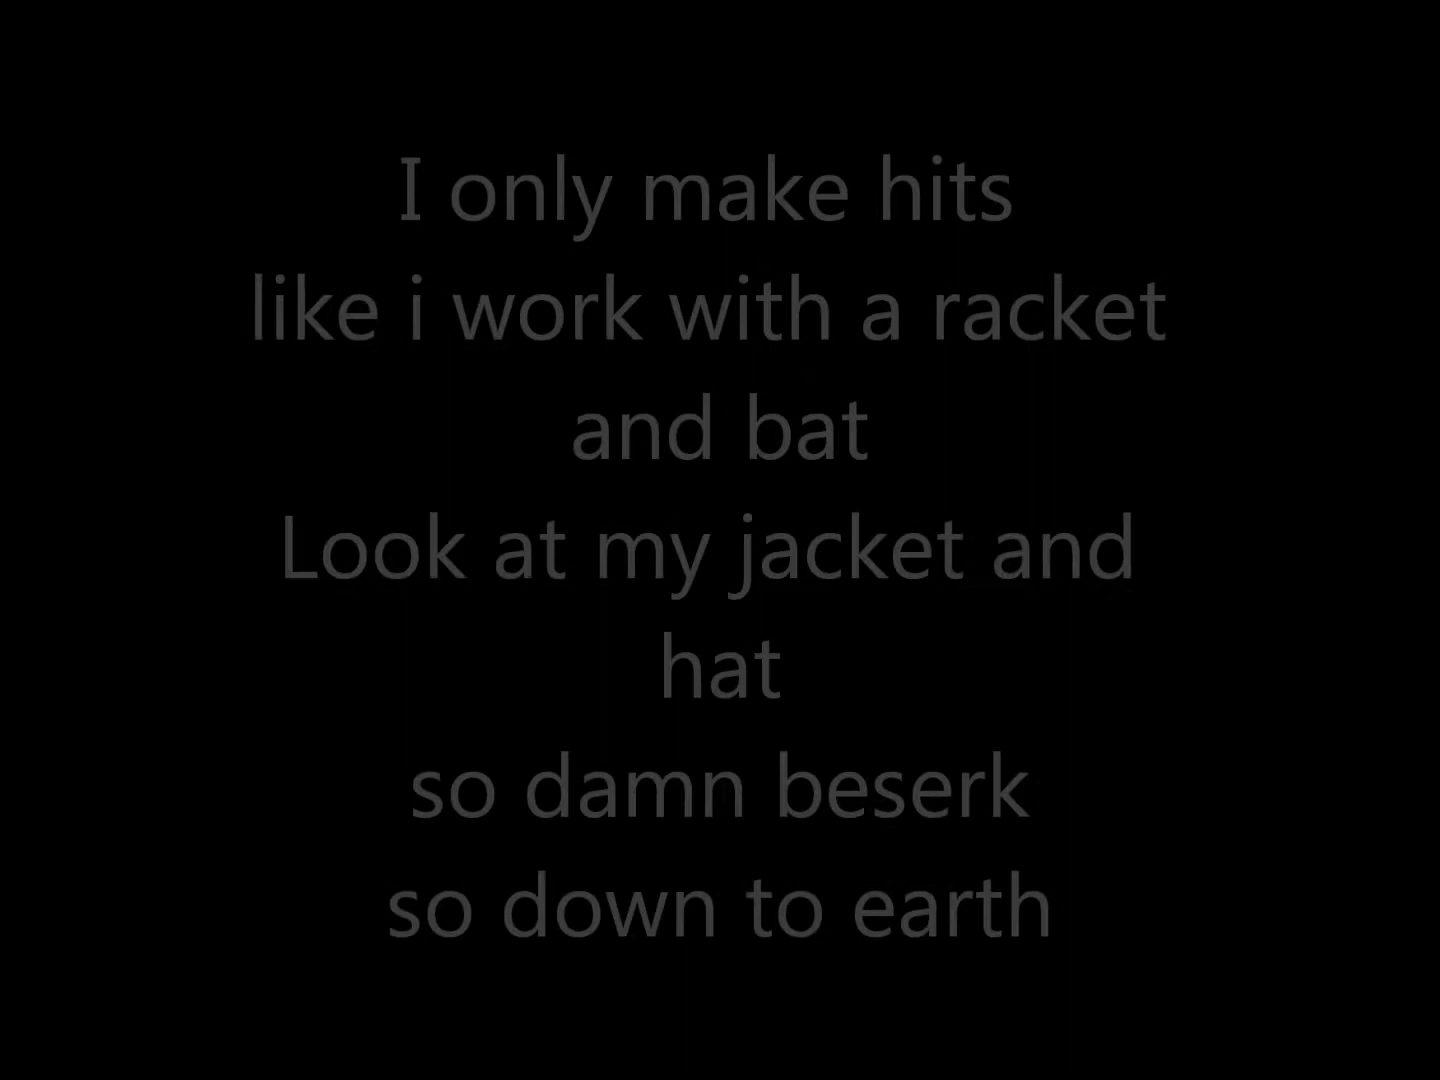 I only make hits
like i work with a racket
and bat
Look at my jacket and
hat
so damn beserk
so down to earth